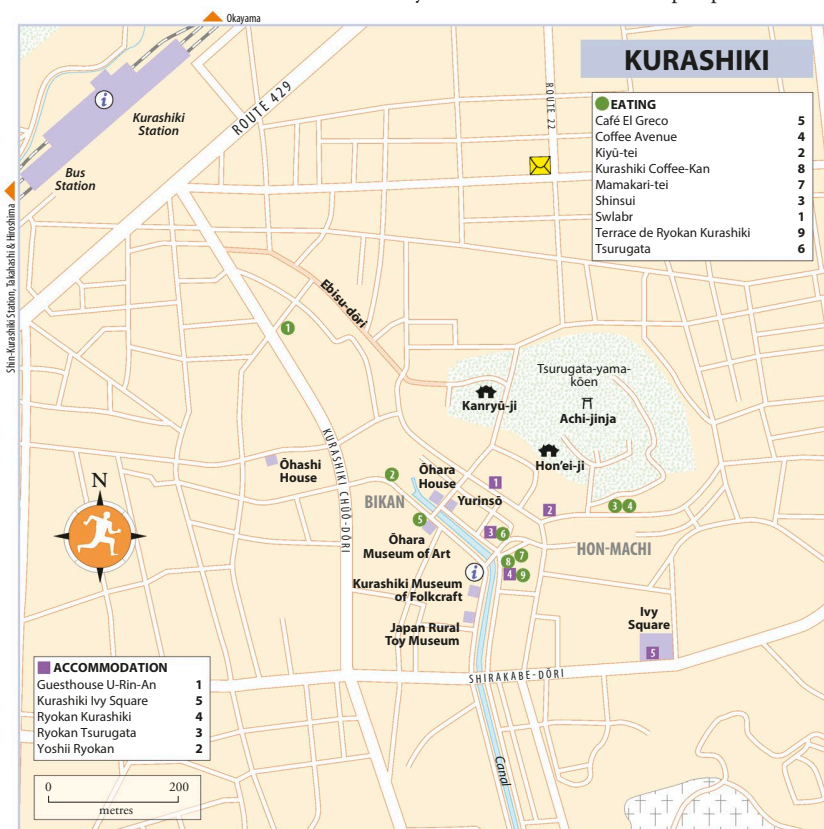 Okayama
KURASHIKI
ROUTE 429
ROUTE 22
Kurashiki
Station
Bus
Station
Shin-Kurashiki Station, Takahashi & Hiroshima
EATING
Café El Greco 5
Coffee Avenue 4
Kiyū-tei 2
Kurashiki Coffee-Kan 8
Mamakari-tei 7
Shinsui 3
Swlabr 1
Terrace de Ryokan Kurashiki 9
Tsurugata 6
Ebisu-dōri
1
Tsurugata-yama-
kōen
Kanryū-ji
Achi-jinja
Hon'ei-ji
KURASHIKI CHŪŌ-DŌRI
Ōhashi
House
2
Ōhara
House
1
Yurinsō
BIKAN
N
5
2
3 4
Ōhara
Museum of Art
3 6
HON-MACHI
7
8
4 9
Kurashiki Museum
of Folkcraft
Japan Rural
Toy Museum
Ivy
Square
5
SHIRAKABE-DŌRI
Canal
ACCOMMODATION
Guesthouse U-Rin-An 1
Kurashiki Ivy Square 5
Ryokan Kurashiki 4
Ryokan Tsurugata 3
Yoshii Ryokan 2
0 200
metres